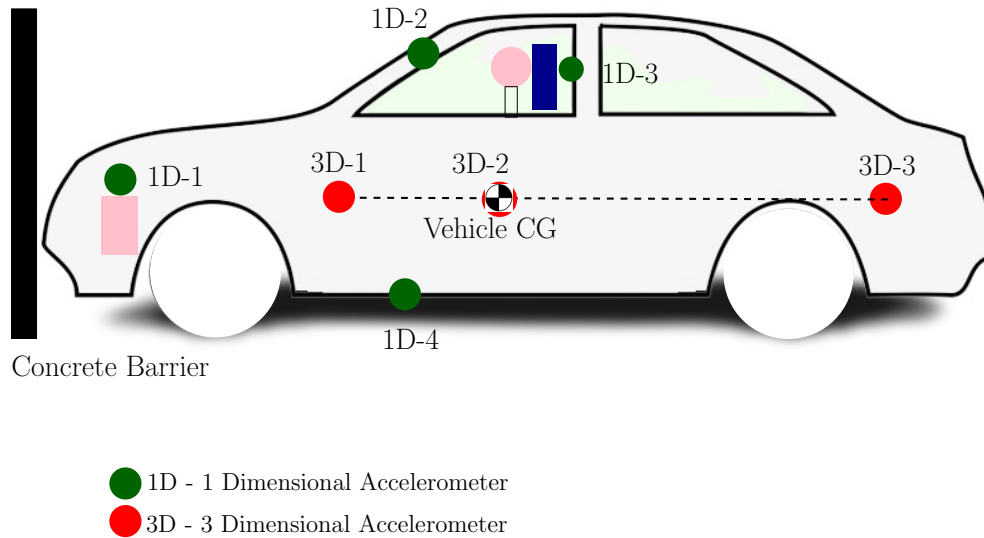 1D-2
1D-3
3D-1
3D-2
3D-3
1D-1
Vehicle CG
1D-4
Concrete Barrier
1D - 1 Dimensional Accelerometer
3D - 3 Dimensional Accelerometer